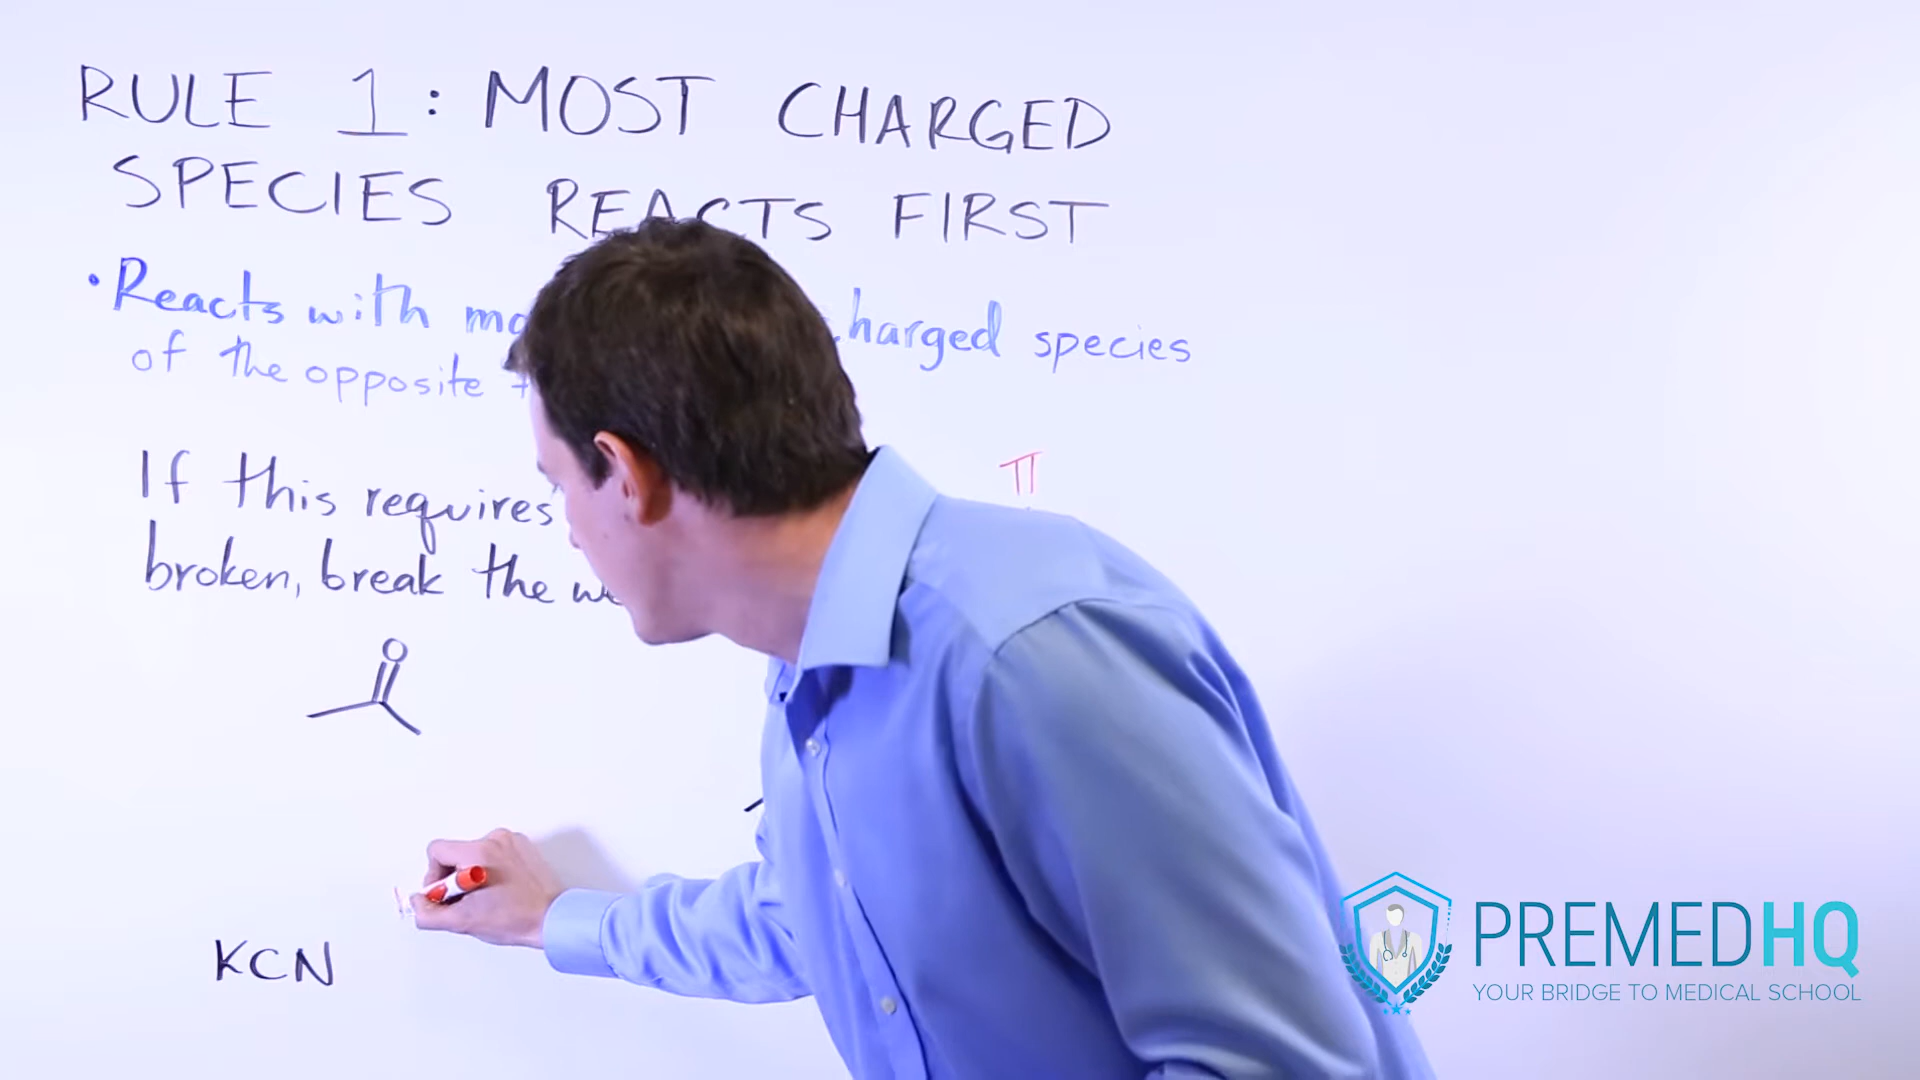 RULE 1: MOST CHARGED
SPECIES REACTS FIRST
• Reacts with charged species
of the opposite
If this requires π
broken, break the
O
KCN
PREMEDHQ
YOUR BRIDGE TO MEDICAL SCHOOL